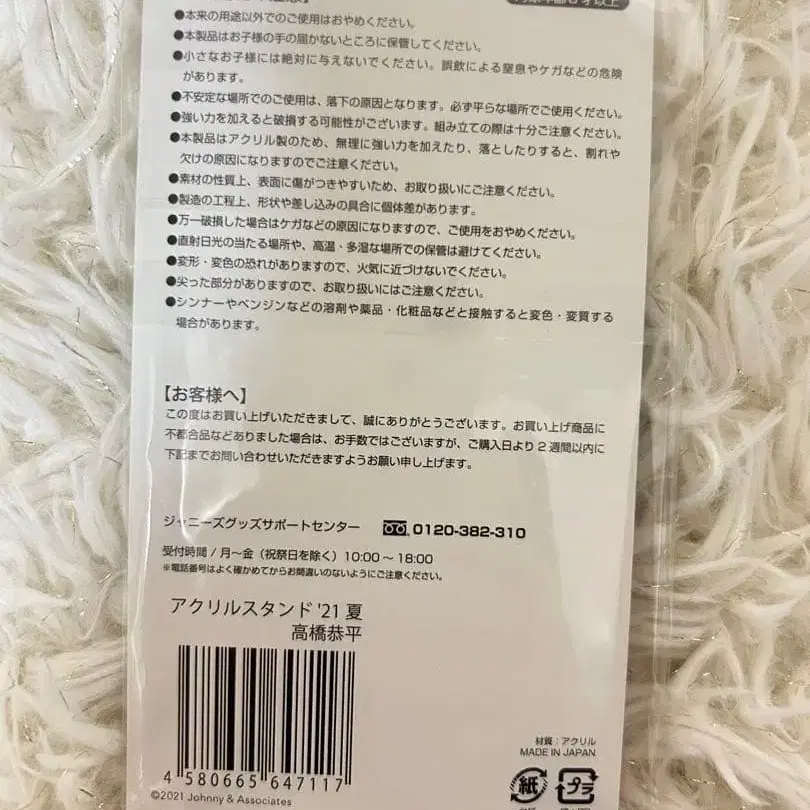 ●本来の用途以外でのご使用はおやめください。
●本製品はお子様の手の届かないところに保管してください。
●小さなお子様には絶対に与えないでください。誤飲による窒息やケガなどの危険
があります。
●不安定な場所でのご使用は、落下の原因となります。必ず平らな場所でご使用ください。
●強い力を加えると破損する可能性がございます。組み立ての際は十分ご注意ください。
●本製品はアクリル製のため、無理に強い力を加えたり、落としたりすると、割れや
欠けの原因になりますのでご注意ください。
●素材の性質上、表面に傷がつきやすいため、お取り扱いにご注意ください。
●製造の工程上、形状や差し込みの具合に個体差があります。
●万一破損した場合はケガなどの原因になりますので、ご使用をおやめください。
●直射日光の当たる場所や、高温・多湿な場所での保管は避けてください。
●変形・変色の恐れがありますので、火気に近づけないでください。
●尖った部分がありますので、お取り扱いにはご注意ください。
●シンナーやベンジンなどの溶剤や薬品・化粧品などと接触すると変色・変質する
場合があります。
【お客様へ】
この度はお買い上げいただきまして、誠にありがとうございます。お買い上げ商品に
不都合品などありました場合は、お手数ではございますが、ご購入日より2週間以内に
下記までお問い合わせいただきますようお願い申し上げます。
ジャニーズグッズサポートセンター 0120-382-310
受付時間/月～金（祝祭日を除く）10:00～18:00
※電話番号はよく確かめてからお間違いのないようにご注意ください。
アクリルスタンド '21 夏
高橋恭平
4 580665 647117
©2021 Johnny & Associates
材質：アクリル
MADE IN JAPAN
紙 プラ